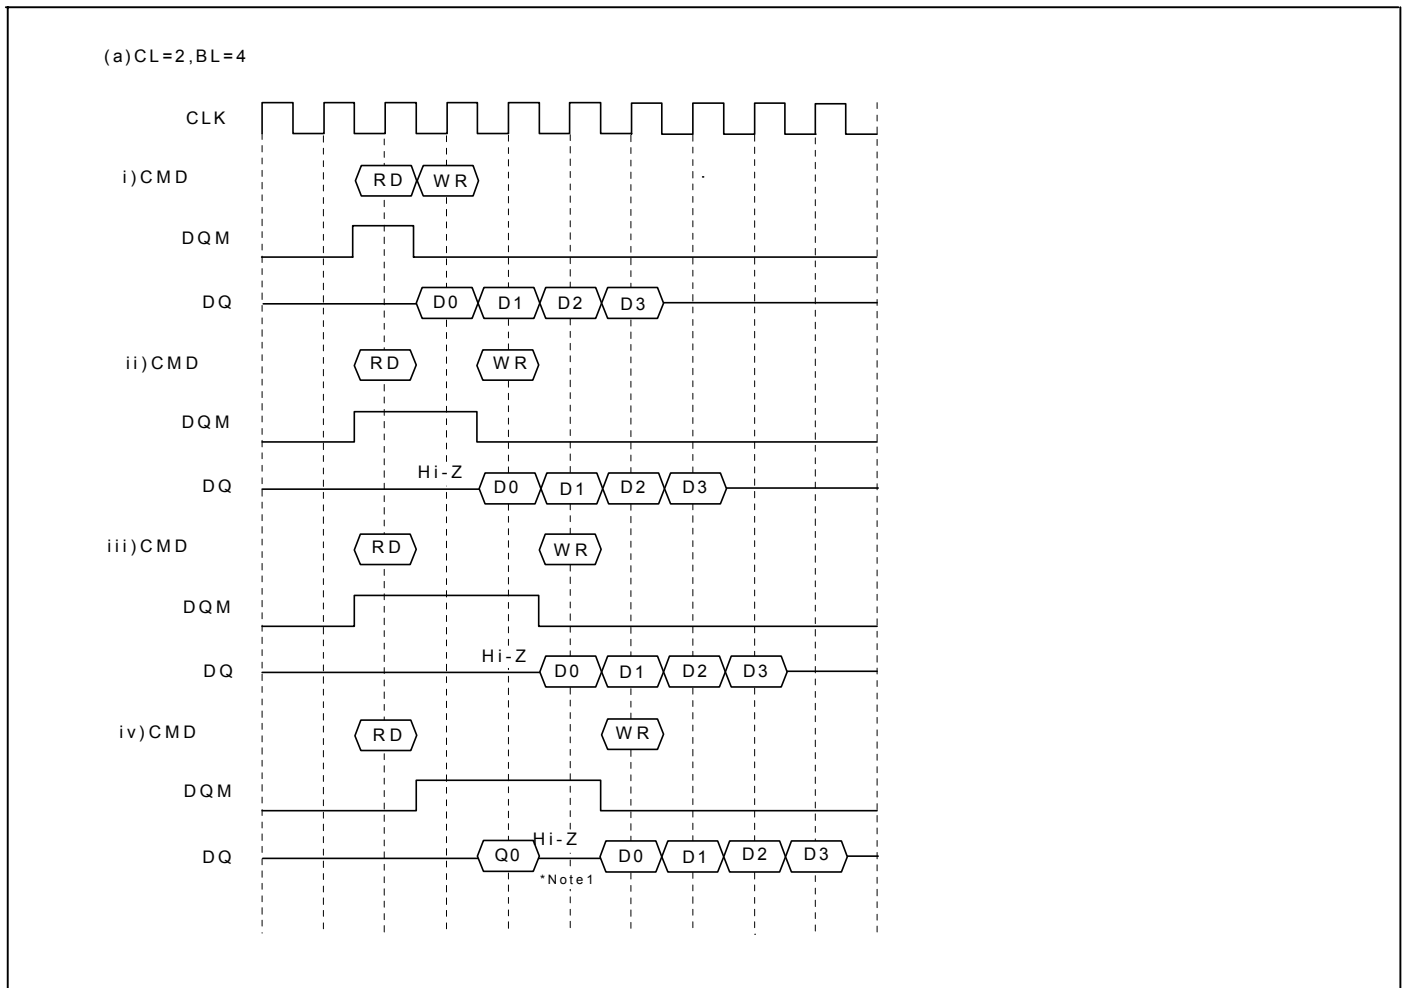 (a)CL=2,BL=4
CLK
i)CMD RD WR
DQM
DQ D0 D1 D2 D3
ii)CMD RD WR
DQM
Hi-Z
DQ D0 D1 D2 D3
iii)CMD RD WR
DQM
Hi-Z
DQ D0 D1 D2 D3
iv)CMD RD WR
DQM
Hi-Z
DQ Q0 D0 D1 D2 D3
*Note1